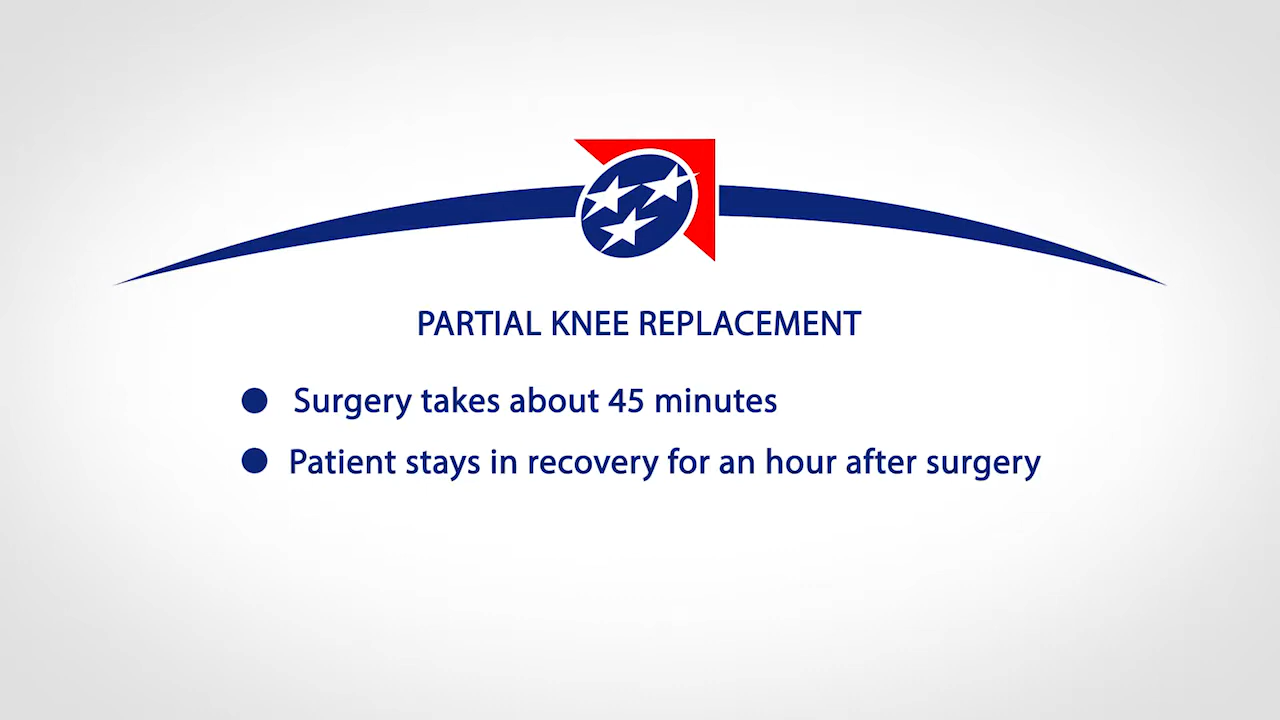 PARTIAL KNEE REPLACEMENT
Surgery takes about 45 minutes
Patient stays in recovery for an hour after surgery